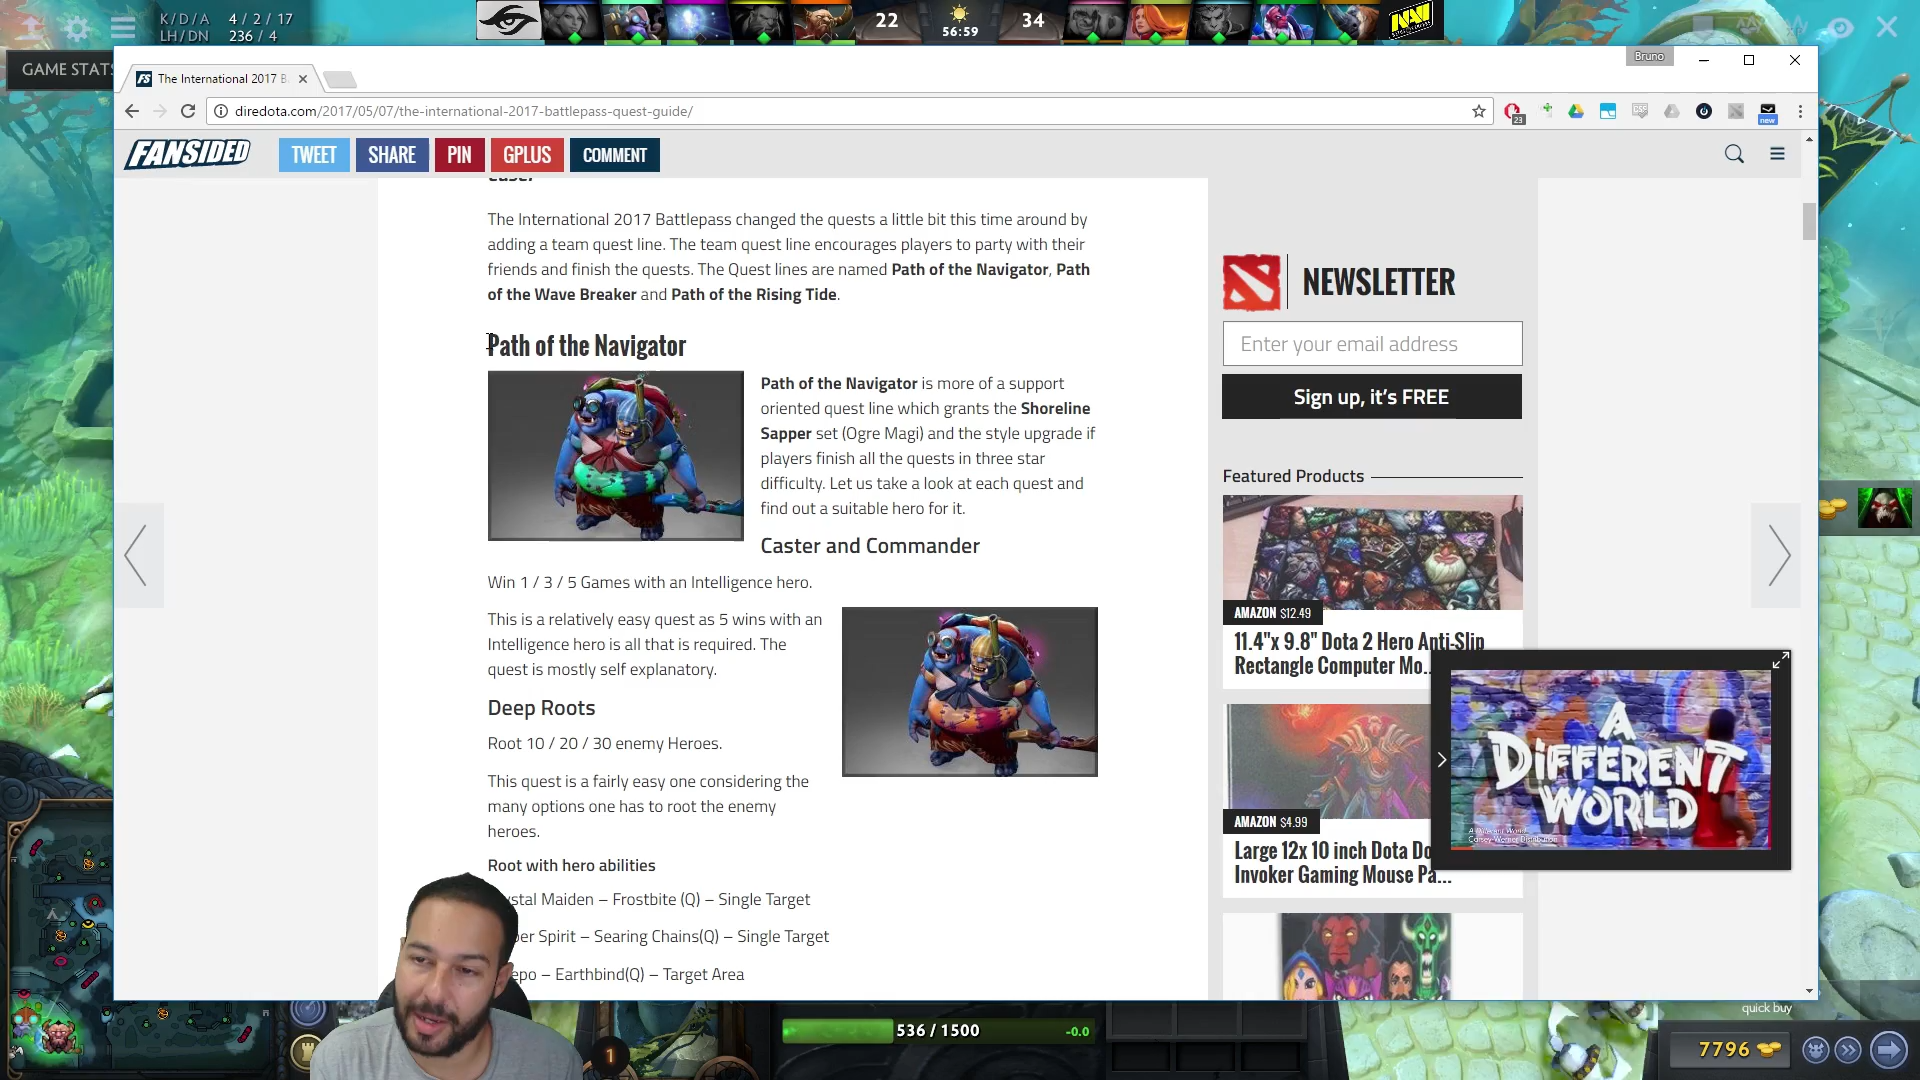 K/D/A 4 / 2 / 17
LH/DN 236 / 4
22
56:59
34
NAVI
GAME STATS
Bruno
FS The International 2017 B
diredota.com/2017/05/07/the-international-2017-battlepass-quest-guide/
23
new
FANSIDED
TWEET
SHARE
PIN
GPLUS
COMMENT
The International 2017 Battlepass changed the quests a little bit this time around by
adding a team quest line. The team quest line encourages players to party with their
friends and finish the quests. The Quest lines are named Path of the Navigator, Path
of the Wave Breaker and Path of the Rising Tide.
Path of the Navigator
Path of the Navigator is more of a support
oriented quest line which grants the Shoreline
Sapper set (Ogre Magi) and the style upgrade if
players finish all the quests in three star
difficulty. Let us take a look at each quest and
find out a suitable hero for it.
Caster and Commander
Win 1 / 3 / 5 Games with an Intelligence hero.
This is a relatively easy quest as 5 wins with an
Intelligence hero is all that is required. The
quest is mostly self explanatory.
Deep Roots
Root 10 / 20 / 30 enemy Heroes.
This quest is a fairly easy one considering the
many options one has to root the enemy
heroes.
Root with hero abilities
stal Maiden – Frostbite (Q) – Single Target
er Spirit – Searing Chains(Q) – Single Target
epo – Earthbind(Q) – Target Area
NEWSLETTER
Enter your email address
Sign up, it's FREE
Featured Products
AMAZON $12.49
11.4"x 9.8" Dota 2 Hero Anti-Slip
Rectangle Computer Mo..
AMAZON $4.99
Large 12x 10 inch Dota Do
Invoker Gaming Mouse Pa...
A
DIFFERENT
WORLD
A Different World
Carsey-Werner Distribution
1
536 / 1500
-0.0
quick buy
7796